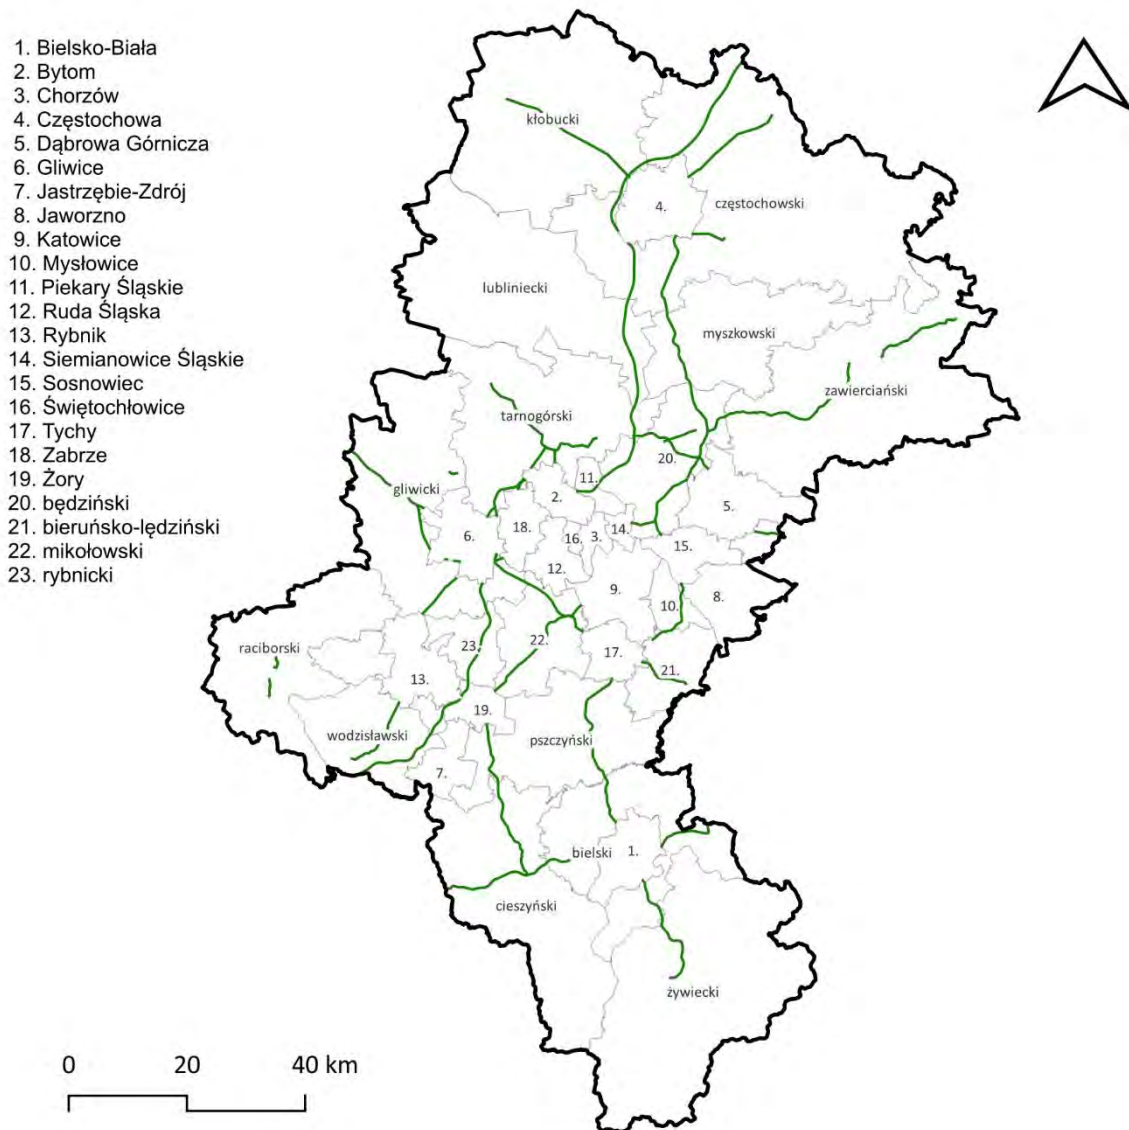 1. Bielsko-Biała
2. Bytom
3. Chorzów
4. Częstochowa
5. Dąbrowa Górnicza
6. Gliwice
7. Jastrzębie-Zdrój
8. Jaworzno
9. Katowice
10. Mysłowice
11. Piekary Śląskie
12. Ruda Śląska
13. Rybnik
14. Siemianowice Śląskie
15. Sosnowiec
16. Świętochłowice
17. Tychy
18. Zabrze
19. Żory
20. będziński
21. bieruńsko-lędziński
22. mikołowski
23. rybnicki
kłobucki
4.
częstochowski
lubliniecki
myszkowski
zawierciański
tarnogórski
20.
11.
gliwicki
2.
5.
18.
16.
3.
14.
6.
15.
12.
9.
10.
8.
raciborski
23.
22.
17.
21.
13.
19.
wodzisławski
pszczyński
7.
bielski
1.
cieszyński
żywiecki
0 20 40 km